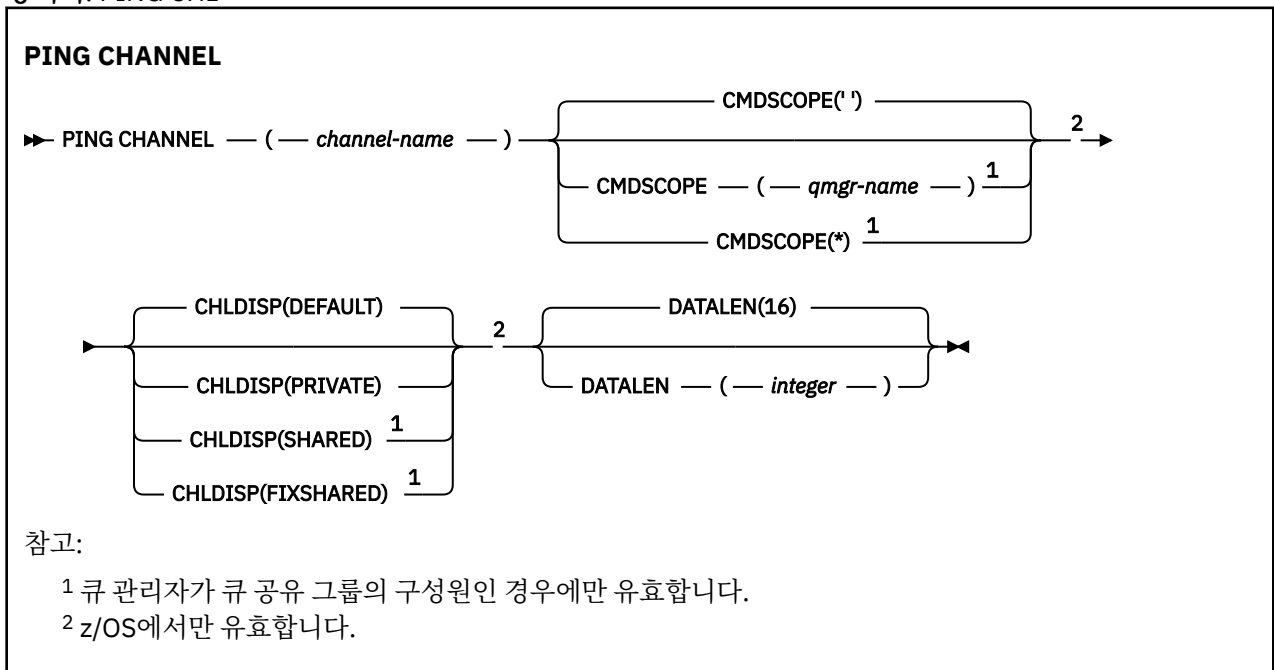 PING CHANNEL
CMDSCOPE(' ')
PING CHANNEL ( channel-name ) 2
CMDSCOPE ( qmgr-name ) 1
CMDSCOPE(*) 1
CHLDISP(DEFAULT) DATALEN(16)
2
CHLDISP(PRIVATE) DATALEN ( integer )
CHLDISP(SHARED) 1
CHLDISP(FIXSHARED) 1
참고:
1 큐 관리자가 큐 공유 그룹의 구성원인 경우에만 유효합니다.
2 z/OS에서만 유효합니다.